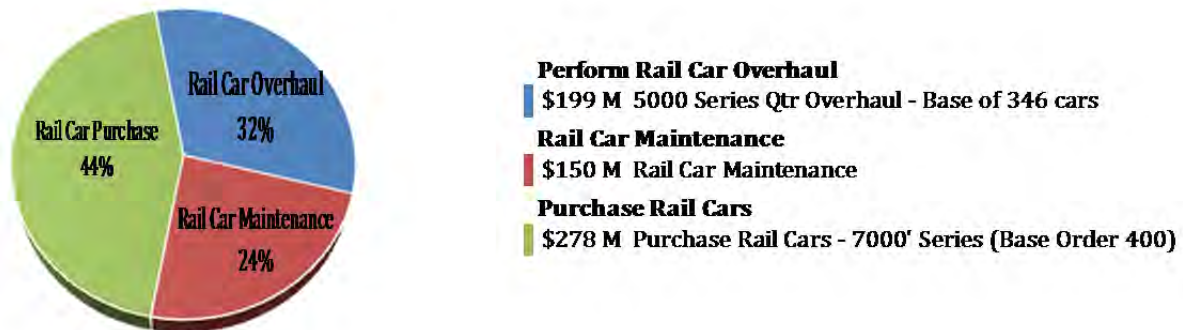 Rail Car Overhaul
32%
Rail Car Purchase
44%
Rail Car Maintenance
24%
Perform Rail Car Overhaul
$199 M 5000 Series Qtr Overhaul - Base of 346 cars
Rail Car Maintenance
$150 M Rail Car Maintenance
Purchase Rail Cars
$278 M Purchase Rail Cars - 7000' Series (Base Order 400)